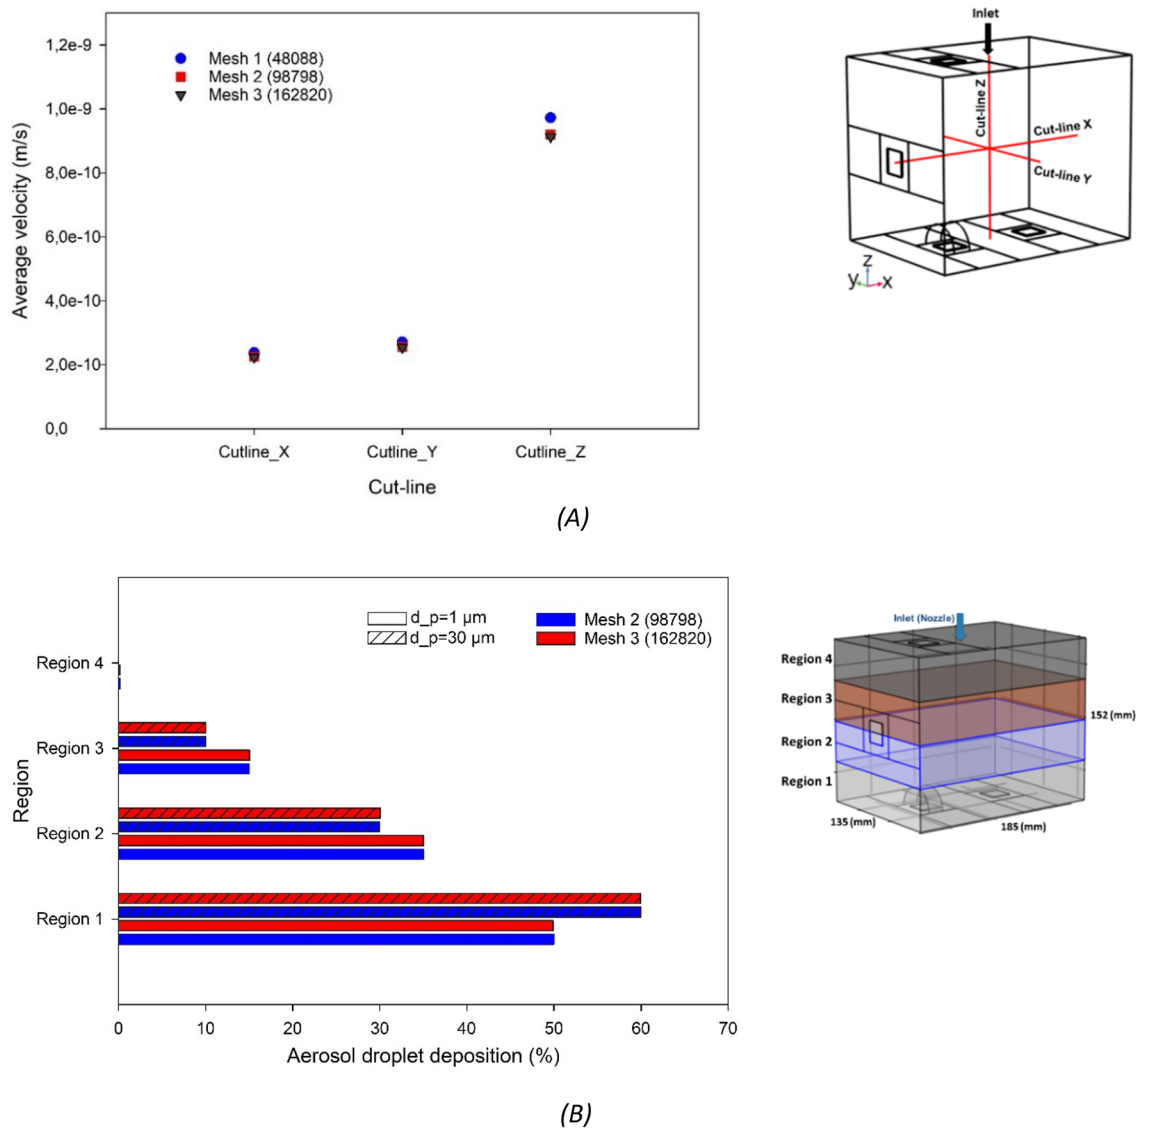 1,2e-9
1,0e-9
8,0e-10
6,0e-10
4,0e-10
2,0e-10
0,0
Average velocity (m/s)
Mesh 1 (48088)
Mesh 2 (98798)
Mesh 3 (162820)
Cutline_X
Cutline_Y
Cutline_Z
Cut-line
Inlet
Cut-line Z
Cut-line X
Cut-line Y
z
y
x
(A)
d_p=1 µm
d_p=30 µm
Mesh 2 (98798)
Mesh 3 (162820)
Region 4
Region 3
Region 2
Region 1
Region
0
10
20
30
40
50
60
70
Aerosol droplet deposition (%)
Inlet (Nozzle)
Region 4
Region 3
Region 2
Region 1
152 (mm)
135 (mm)
185 (mm)
(B)